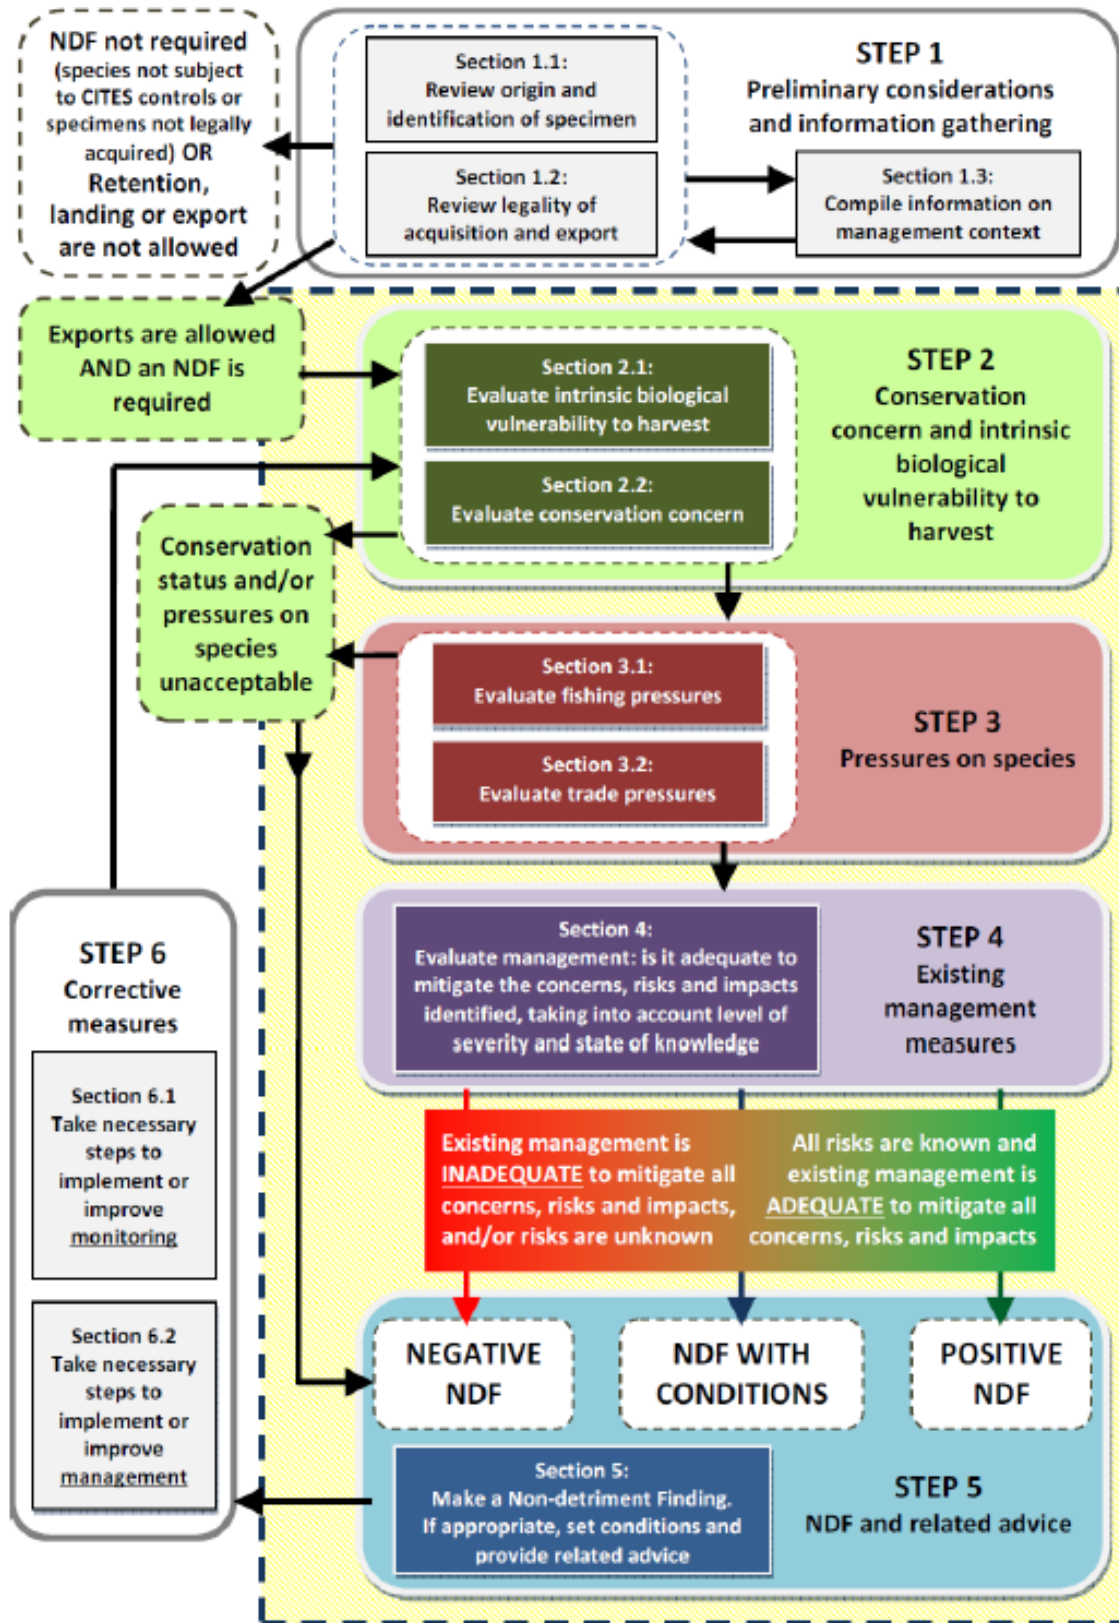 NDF not required
(species not subject
to CITES controls or
specimens not legally
acquired) OR
Retention,
landing or export
are not allowed
Section 1.1:
Review origin and
identification of specimen
Section 1.2:
Review legality of
acquisition and export
STEP 1
Preliminary considerations
and information gathering
Section 1.3:
Compile information on
management context
Exports are allowed
AND an NDF is
required
Section 2.1:
Evaluate intrinsic biological
vulnerability to harvest
Section 2.2:
Evaluate conservation concern
STEP 2
Conservation
concern and intrinsic
biological
vulnerability to
harvest
Conservation
status and/or
pressures on
species
unacceptable
Section 3.1:
Evaluate fishing pressures
Section 3.2:
Evaluate trade pressures
STEP 3
Pressures on species
Section 4:
Evaluate management: is it adequate to
mitigate the concerns, risks and impacts
identified, taking into account level of
severity and state of knowledge
STEP 4
Existing
management
measures
Existing management is
INADEQUATE to mitigate all
concerns, risks and impacts,
and/or risks are unknown
All risks are known and
existing management is
ADEQUATE to mitigate all
concerns, risks and impacts
NEGATIVE
NDF
NDF WITH
CONDITIONS
POSITIVE
NDF
Section 5:
Make a Non-detriment Finding.
If appropriate, set conditions and
provide related advice
STEP 5
NDF and related advice
STEP 6
Corrective
measures
Section 6.1
Take necessary
steps to
implement or
improve
monitoring
Section 6.2
Take necessary
steps to
implement or
improve
management